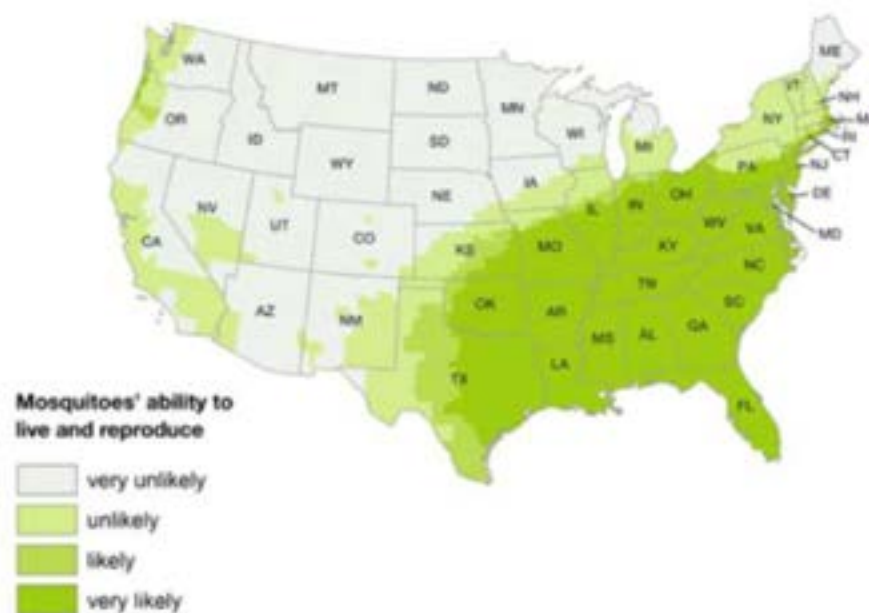 WA
MT
ND
MN
ME
VT
NH
OR
ID
SD
WI
MI
NY
RI
CT
WY
IA
PA
NJ
NE
DE
NV
UT
CO
IL
IN
OH
WV
VA
MD
CA
KS
MO
KY
NC
AZ
NM
OK
AR
TN
SC
MS
AL
GA
TX
LA
FL
Mosquitoes' ability to
live and reproduce
very unlikely
unlikely
likely
very likely